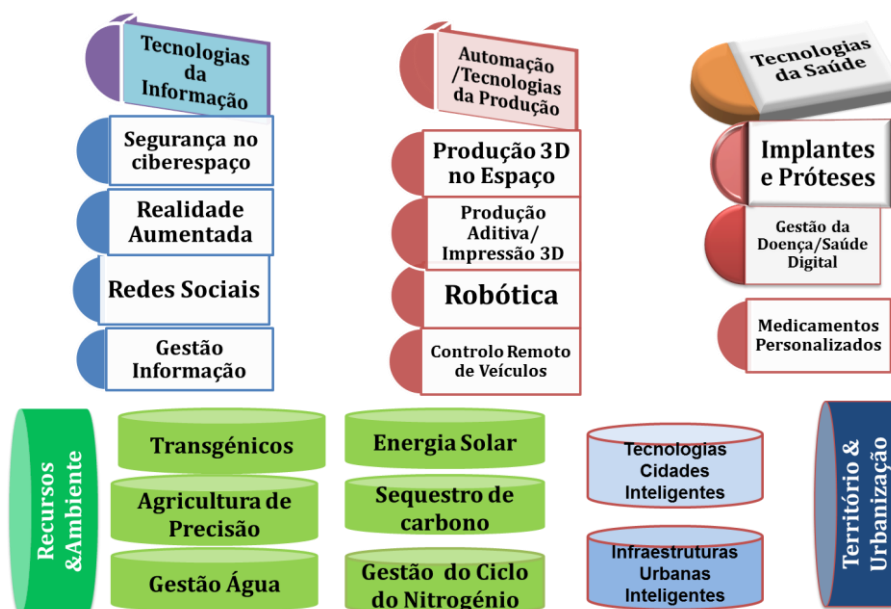 Tecnologias
da
Informação
Segurança no
ciberespaço
Realidade
Aumentada
Redes Sociais
Gestão
Informação
Automação
/Tecnologias
da Produção
Produção 3D
no Espaço
Produção
Aditiva/
Impressão 3D
Robótica
Controlo Remoto
de Veículos
Tecnologias
da Saúde
Implantes
e Próteses
Gestão da
Doença/Saúde
Digital
Medicamentos
Personalizados
Recursos
&Ambiente
Transgénicos
Agricultura de
Precisão
Gestão Água
Energia Solar
Sequestro de
carbono
Gestão do Ciclo
do Nitrogénio
Tecnologias
Cidades
Inteligentes
Infraestruturas
Urbanas
Inteligentes
Território &
Urbanização